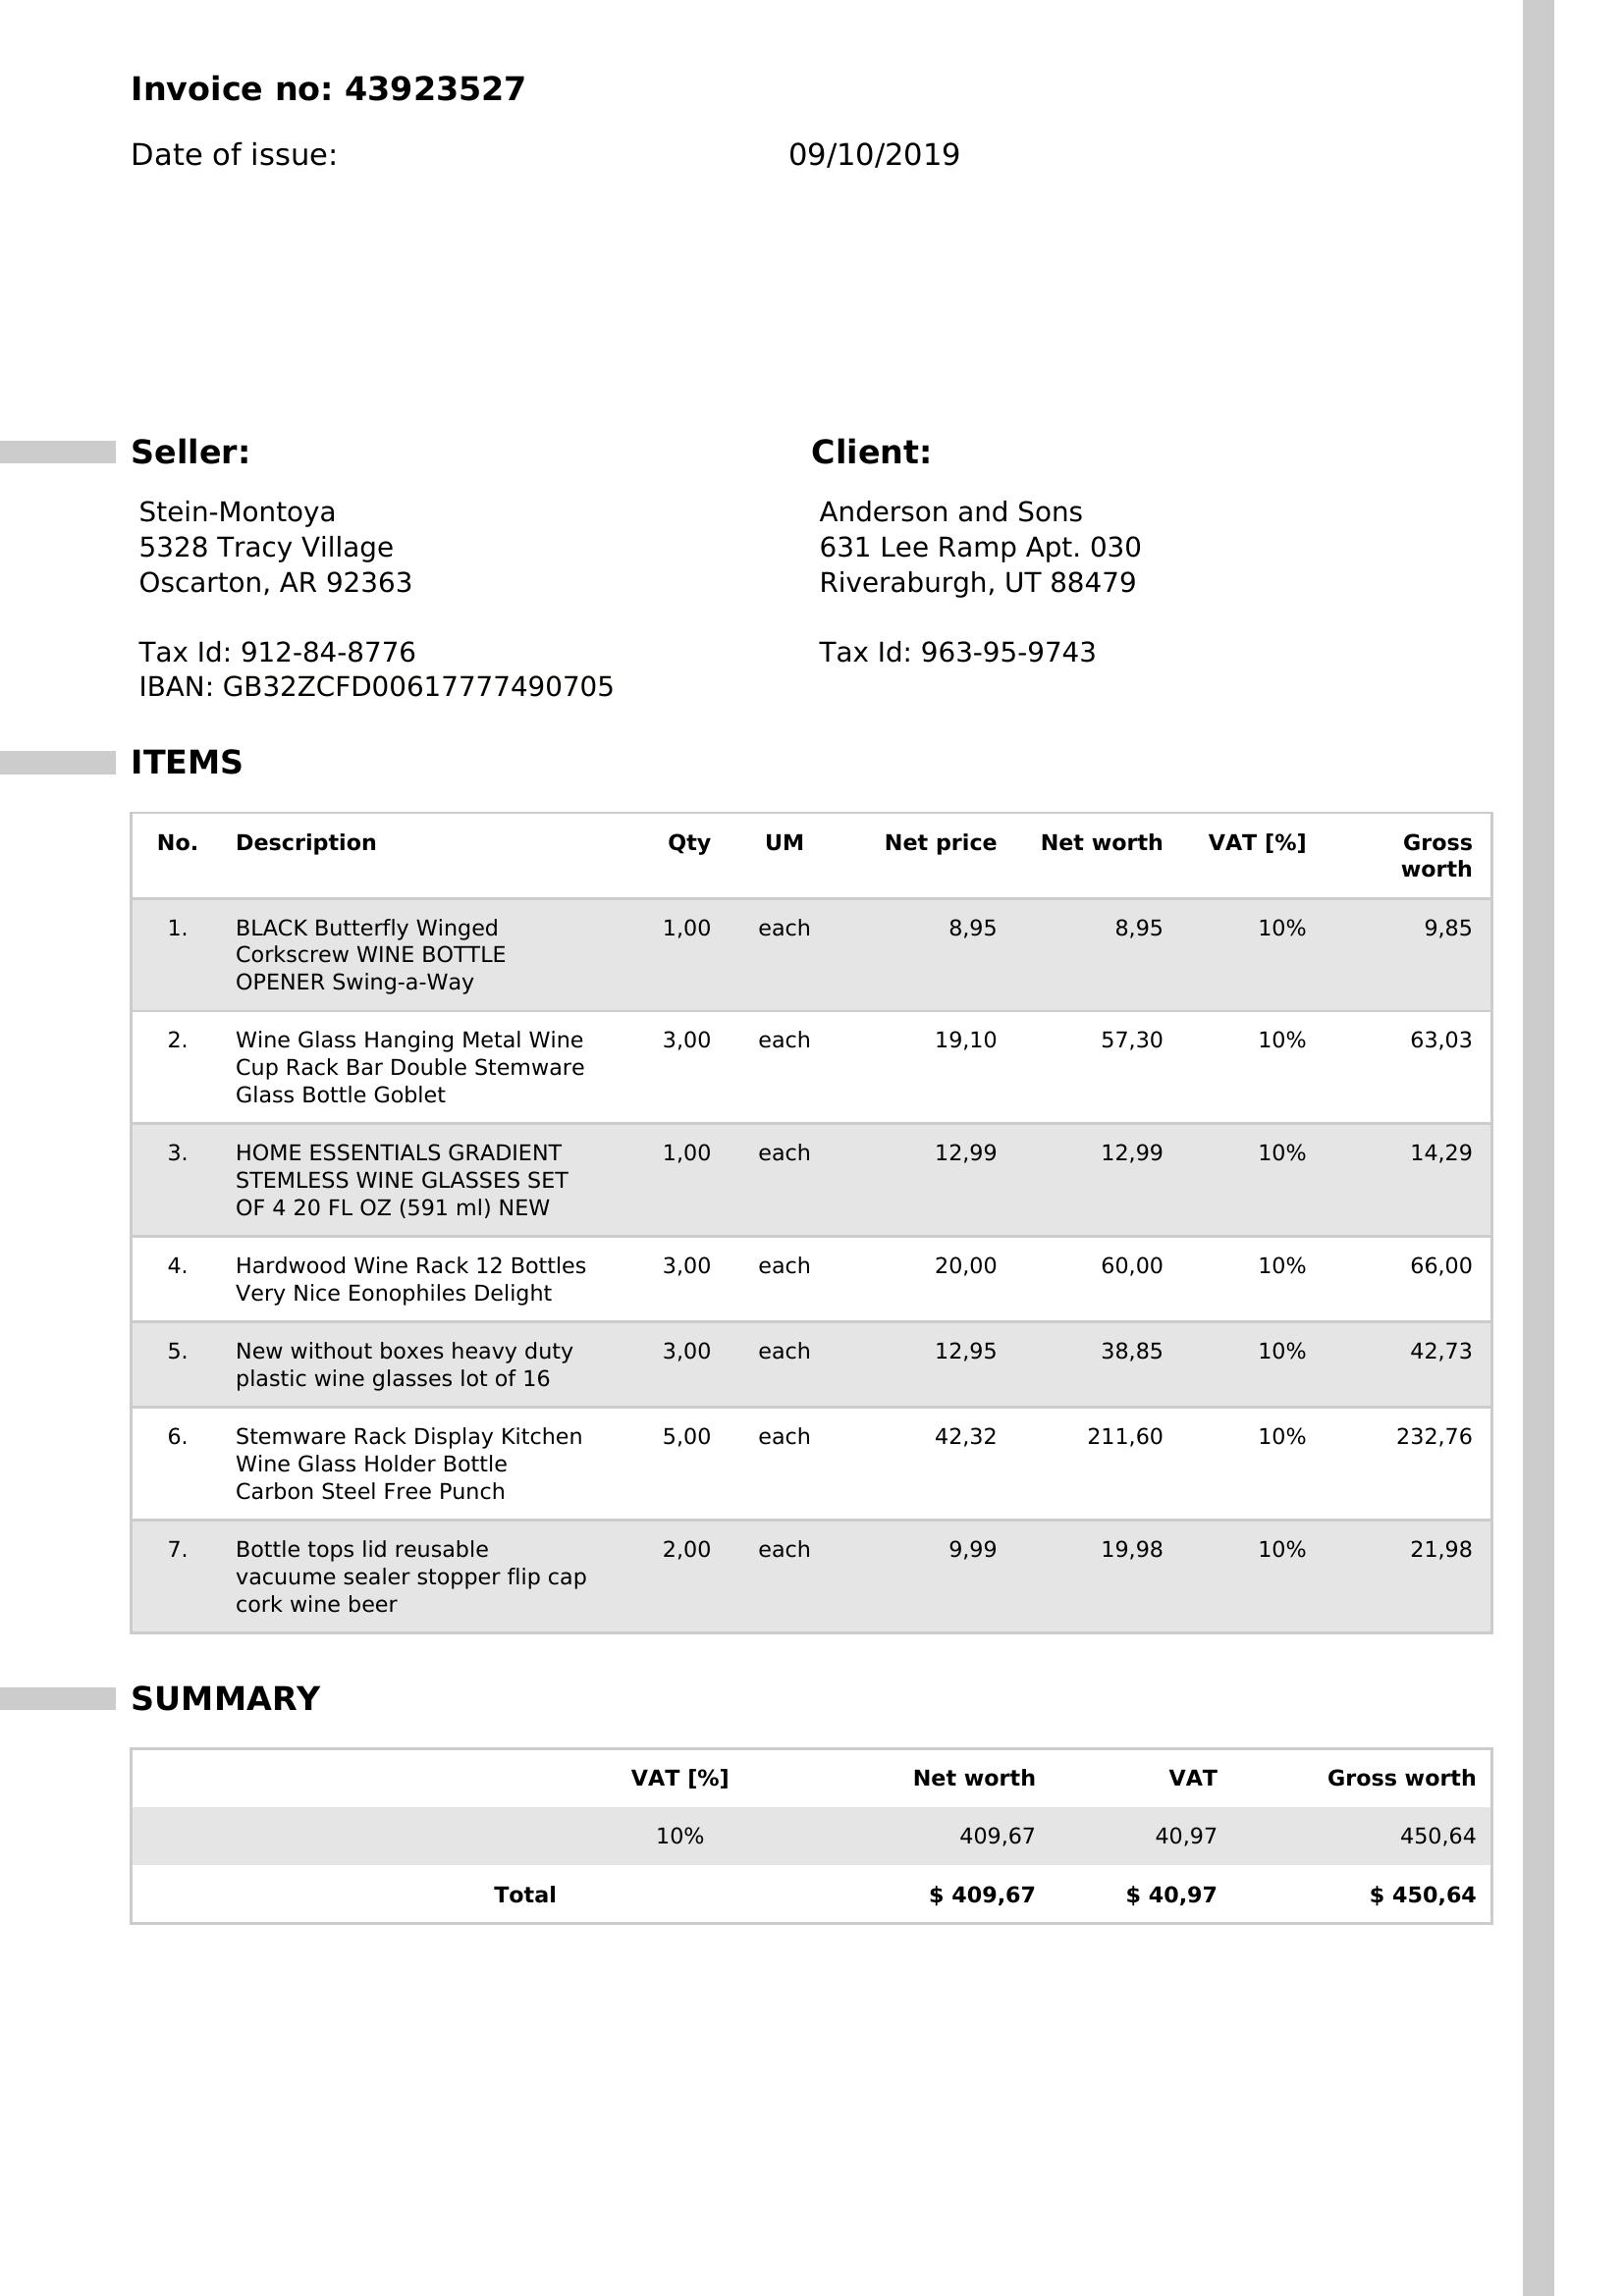 Invoice no: 43923527
Date of issue: 09/10/2019
Seller: Client:
Stein-Montoya Anderson and Sons
5328 Tracy Village 631 Lee Ramp Apt. 030
Oscarton, AR 92363 Riveraburgh, UT 88479
Tax Id: 912-84-8776 Tax Id: 963-95-9743
IBAN: GB32ZCFD00617777490705
ITEMS
No. Description Qty UM Net price Net worth VAT [%] Gross
worth
1. BLACK Butterfly Winged 1,00 each 8,95 8,95 10% 9,85
Corkscrew WINE BOTTLE
OPENER Swing-a-Way
2. Wine Glass Hanging Metal Wine 3,00 each 19,10 57,30 10% 63,03
Cup Rack Bar Double Stemware
Glass Bottle Goblet
3. HOME ESSENTIALS GRADIENT 1,00 each 12,99 12,99 10% 14,29
STEMLESS WINE GLASSES SET
OF 4 20 FL OZ (591 ml) NEW
4. Hardwood Wine Rack 12 Bottles 3,00 each 20,00 60,00 10% 66,00
Very Nice Eonophiles Delight
5. New without boxes heavy duty 3,00 each 12,95 38,85 10% 42,73
plastic wine glasses lot of 16
6. Stemware Rack Display Kitchen 5,00 each 42,32 211,60 10% 232,76
Wine Glass Holder Bottle
Carbon Steel Free Punch
7. Bottle tops lid reusable 2,00 each 9,99 19,98 10% 21,98
vacuume sealer stopper flip cap
cork wine beer
SUMMARY
VAT [%] Net worth VAT Gross worth
10% 409,67 40,97 450,64
Total $ 409,67 $ 40,97 $ 450,64